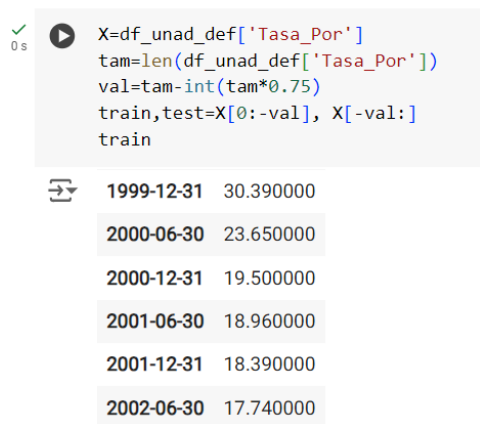 X=df_unad_def['Tasa_Por']
0 s
tam=len(df_unad_def['Tasa_Por'])
val=tam-int(tam*0.75)
train,test=X[0:-val], X[-val:]
train
1999-12-31 30.390000
2000-06-30 23.650000
2000-12-31 19.500000
2001-06-30 18.960000
2001-12-31 18.390000
2002-06-30 17.740000